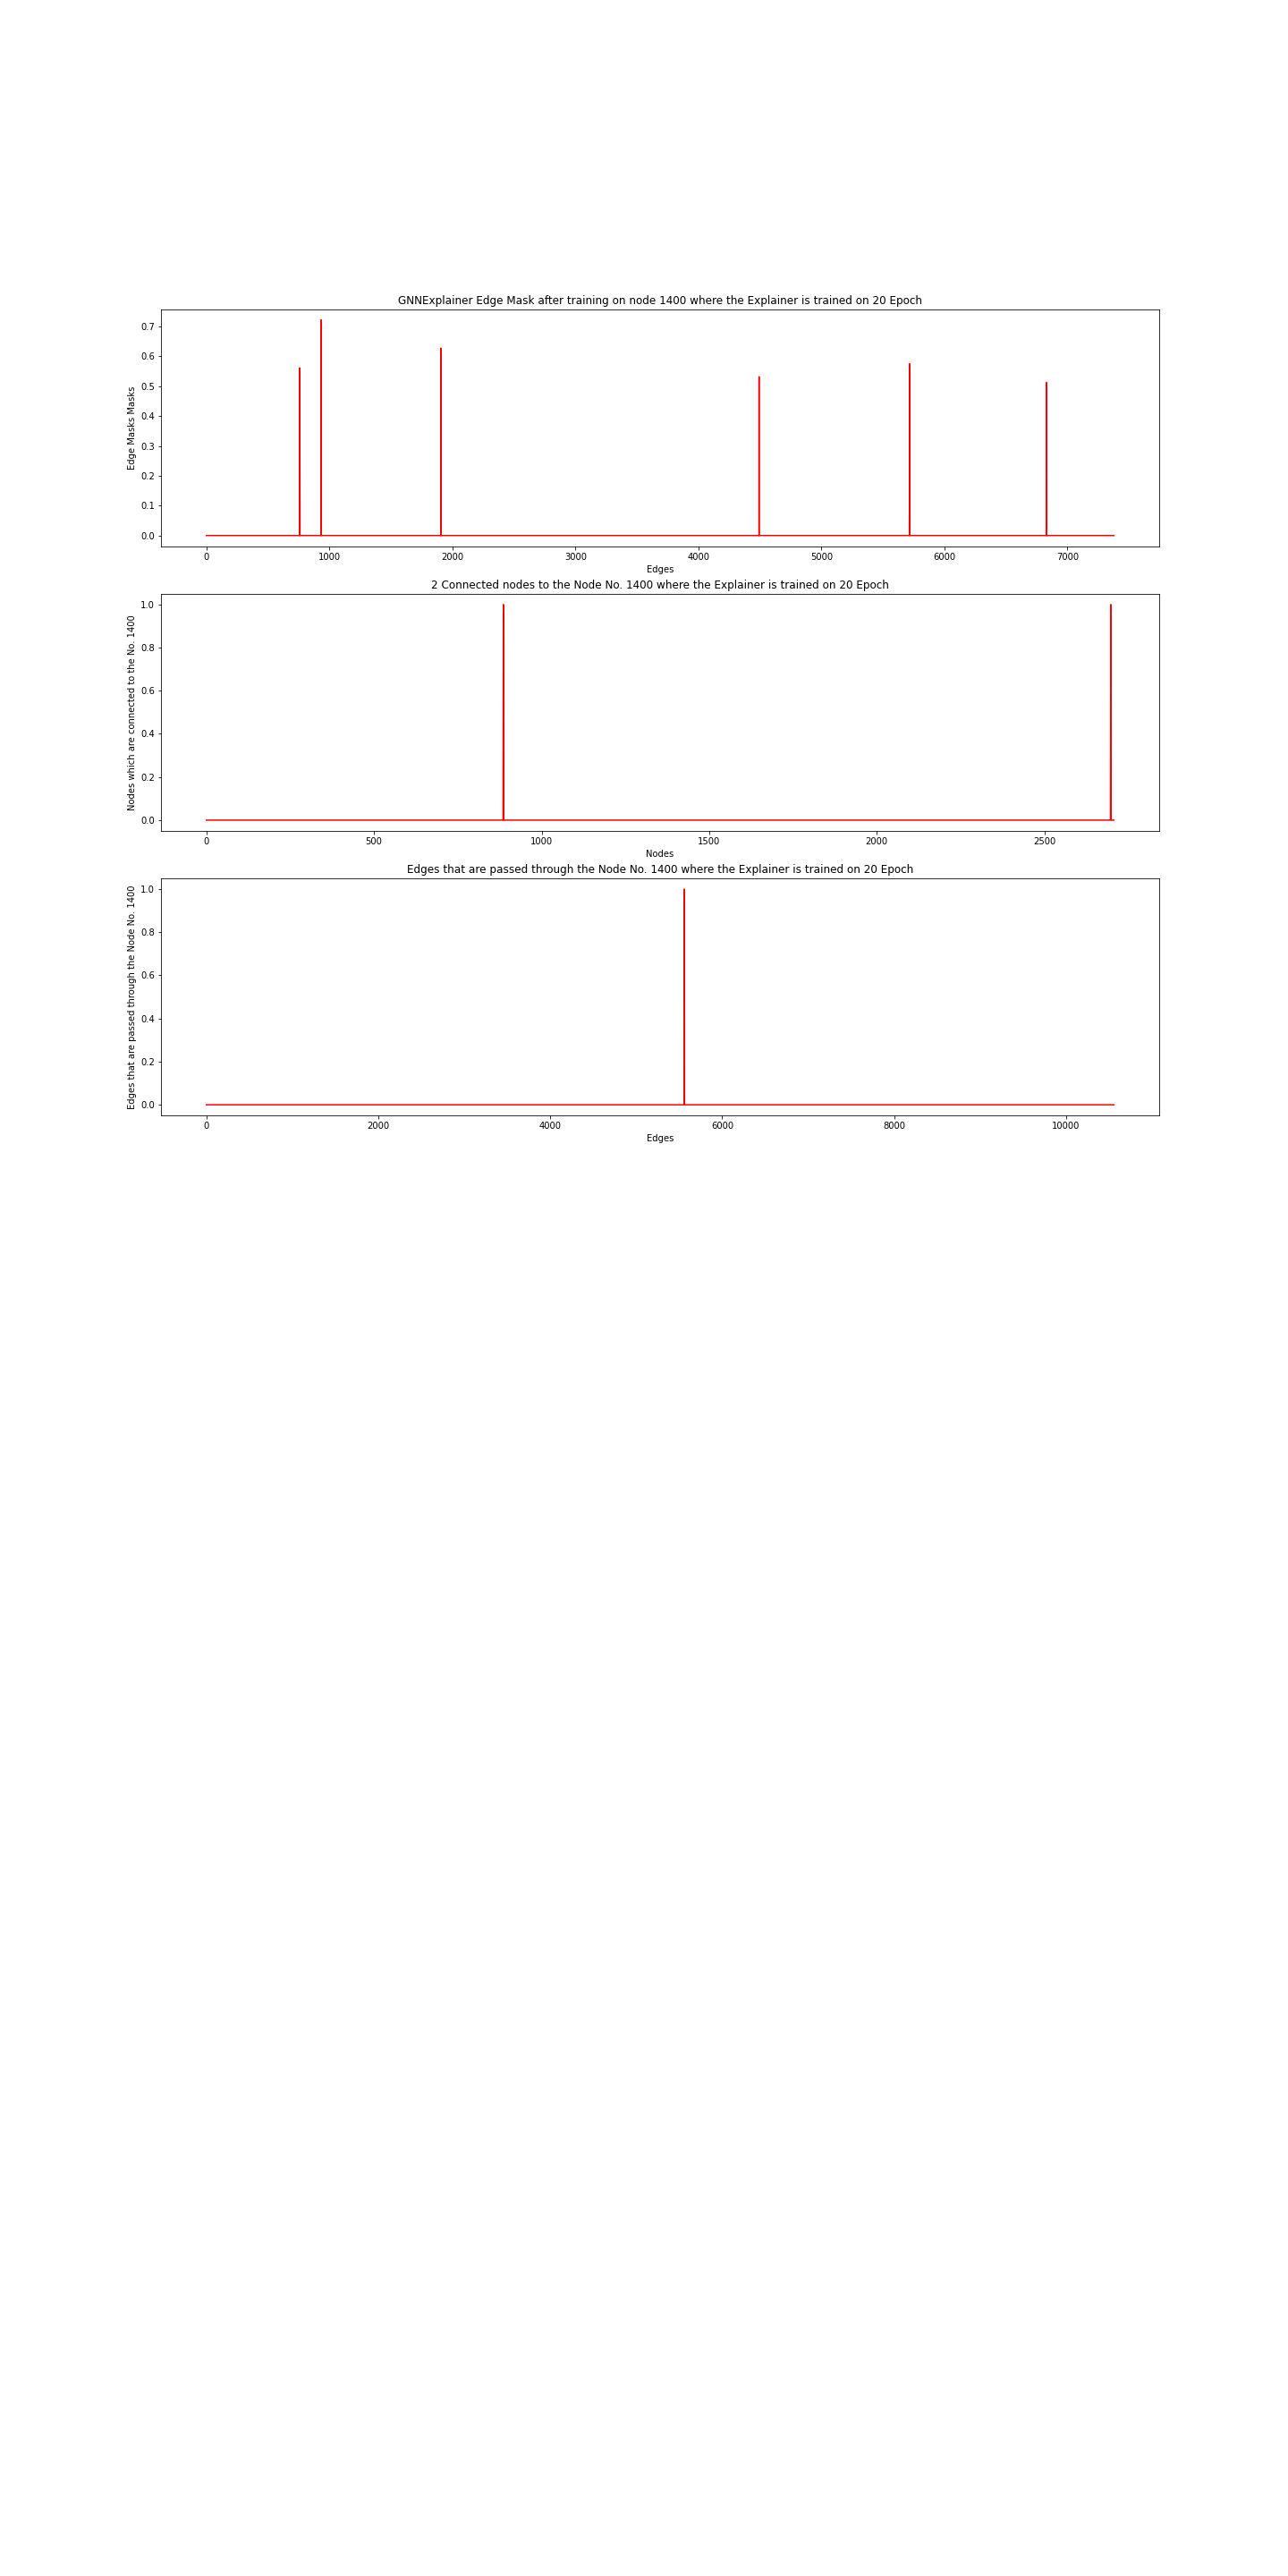 GNNExplainer Edge Mask after training on node 1400 where the Explainer is trained on 20 Epoch
Edge Masks Masks
0.7
0.6
0.5
0.4
0.3
0.2
0.1
0.0
0 1000 2000 3000 4000 5000 6000 7000
Edges
2 Connected nodes to the Node No. 1400 where the Explainer is trained on 20 Epoch
Nodes which are connected to the No. 1400
1.0
0.8
0.6
0.4
0.2
0.0
0 500 1000 1500 2000 2500
Nodes
Edges that are passed through the Node No. 1400 where the Explainer is trained on 20 Epoch
Edges that are passed through the Node No. 1400
1.0
0.8
0.6
0.4
0.2
0.0
0 2000 4000 6000 8000 10000
Edges